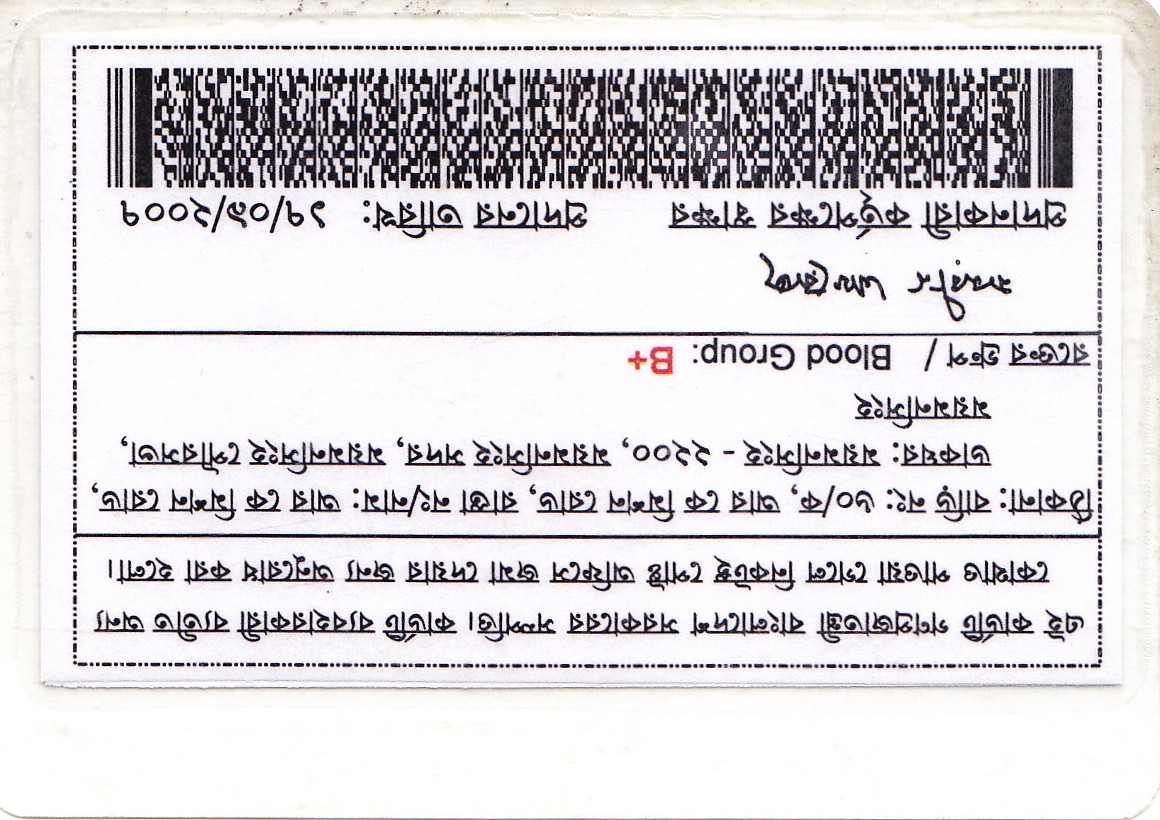 এই কার্ডটি গণপ্রজাতন্ত্রী বাংলাদেশ সরকারের সম্পত্তি। কার্ডটি ব্যবহারকারী ব্যতীত অন্য
কোথাও পাওয়া গেলে নিকটস্থ পোষ্ট অফিসে জমা দেয়ার জন্য অনুরোধ করা হলো।
ঠিকানা: বাড়ি নং: ৬০/ক, আর কে মিশন রোড, রাস্তা নং/নাম: আর কে মিশন রোড,
ডাকঘর: ময়মনসিংহ - ২২০০, ময়মনসিংহ সদর, ময়মনসিংহ পৌরসভা,
ময়মনসিংহ
রক্তের গ্রুপ / Blood Group: B+
প্রদানকারী কর্তৃপক্ষের স্বাক্ষর প্রদানের তারিখ: ১৭/০৯/২০০৭